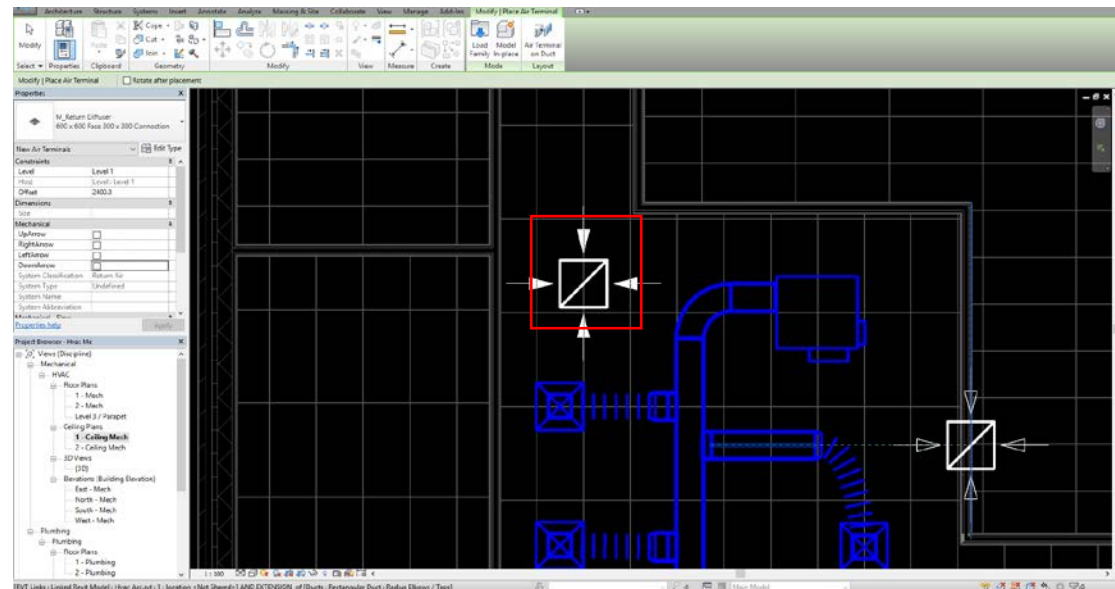 Architecture Structure Systems Insert Annotate Analyze Massing & Site Collaborate View Manage Add-Ins Modify | Place Air Terminal
Modify
Paste
Cope
Cut
Join
Load Family
Model In-place
Air Terminal on Duct
Select Properties Clipboard Geometry Modify View Measure Create Mode Layout
Modify | Place Air Terminal Rotate after placement
Properties X
M_Return Diffuser
600 x 600 Face 300 x 300 Connection
New Air Terminals Edit Type
Constraints
Level Level 1
Host Level : Level 1
Offset 2400.0
Dimensions
Size
Mechanical
UpArrow
RightArrow
LeftArrow
DownArrow
System Classification Return Air
System Type Undefined
System Name
System Abbreviation
Mechanical - Flow
Properties help Apply
Project Browser - Hvac Me X
Views (Discipline)
Mechanical
HVAC
Floor Plans
1 - Mech
2 - Mech
Level 3 / Parapet
Ceiling Plans
1 - Ceiling Mech
2 - Ceiling Mech
3D Views
{3D}
Elevations (Building Elevation)
East - Mech
North - Mech
South - Mech
West - Mech
Plumbing
Plumbing
Floor Plans
1 - Plumbing
2 - Plumbing
1 : 100
Main Model